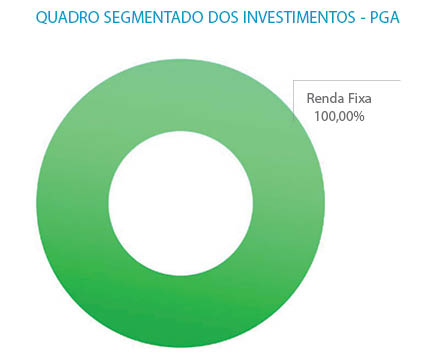 QUADRO SEGMENTADO DOS INVESTIMENTOS - PGA
Renda Fixa
100,00%